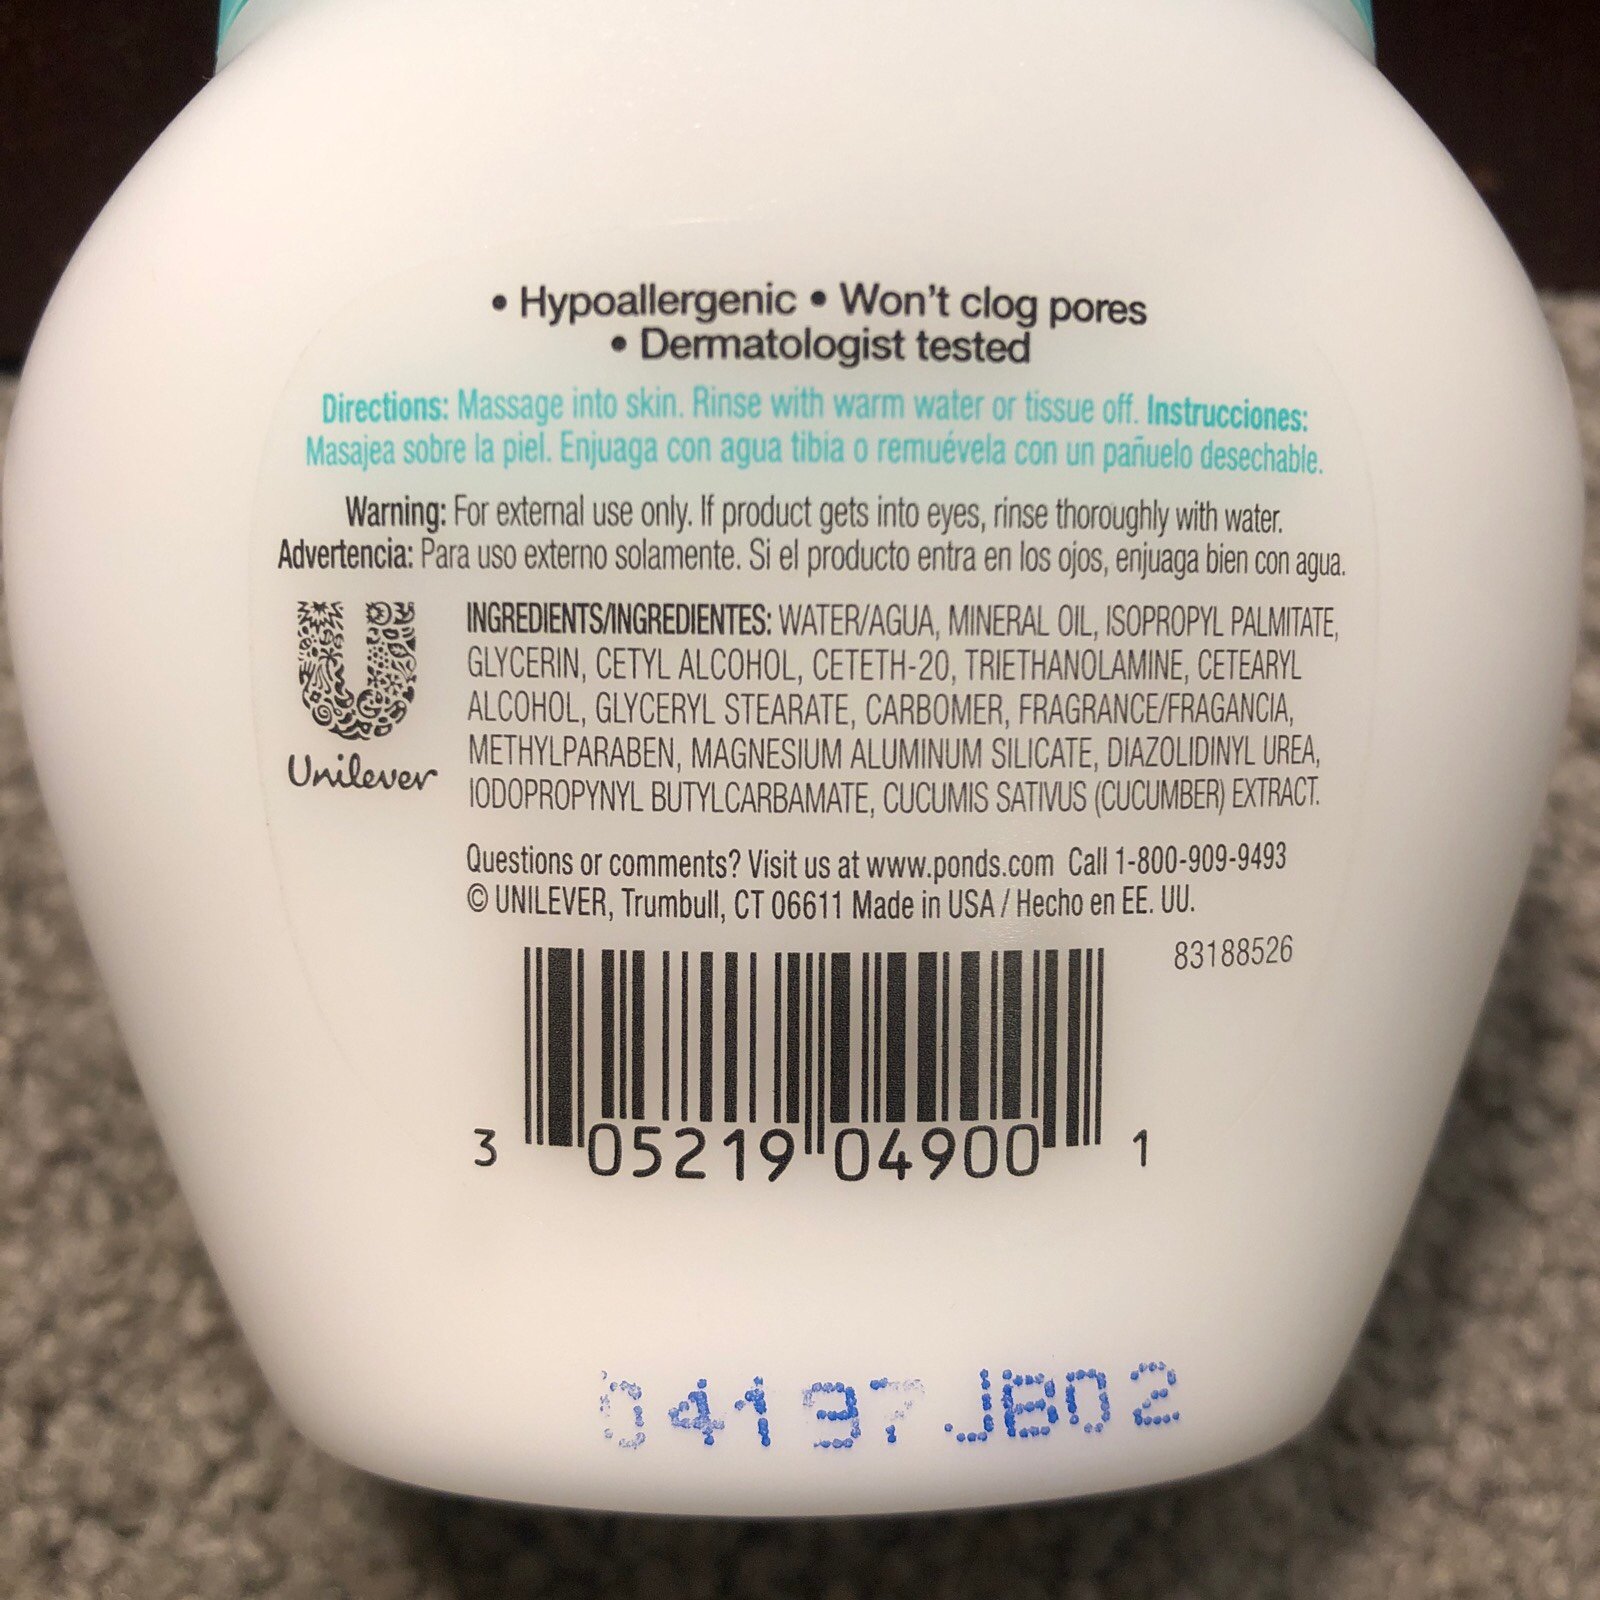 • Hypoallergenic • Won't clog pores
• Dermatologist tested
Directions: Massage into skin. Rinse with warm water or tissue off. Instrucciones:
Masajea sobre la piel. Enjuaga con agua tibia o remuévela con un pañuelo desechable.
Warning: For external use only. If product gets into eyes, rinse thoroughly with water.
Advertencia: Para uso externo solamente. Si el producto entra en los ojos, enjuaga bien con agua.
Unilever
INGREDIENTS/INGREDIENTES: WATER/AGUA, MINERAL OIL, ISOPROPYL PALMITATE,
GLYCERIN, CETYL ALCOHOL, CETETH-20, TRIETHANOLAMINE, CETEARYL
ALCOHOL, GLYCERYL STEARATE, CARBOMER, FRAGRANCE/FRAGANCIA,
METHYLPARABEN, MAGNESIUM ALUMINUM SILICATE, DIAZOLIDINYL UREA,
IODOPROPYNYL BUTYLCARBAMATE, CUCUMIS SATIVUS (CUCUMBER) EXTRACT.
Questions or comments? Visit us at www.ponds.com Call 1-800-909-9493
© UNILEVER, Trumbull, CT 06611 Made in USA / Hecho en EE. UU.
83188526
3 05219 04900 1
04197JB02